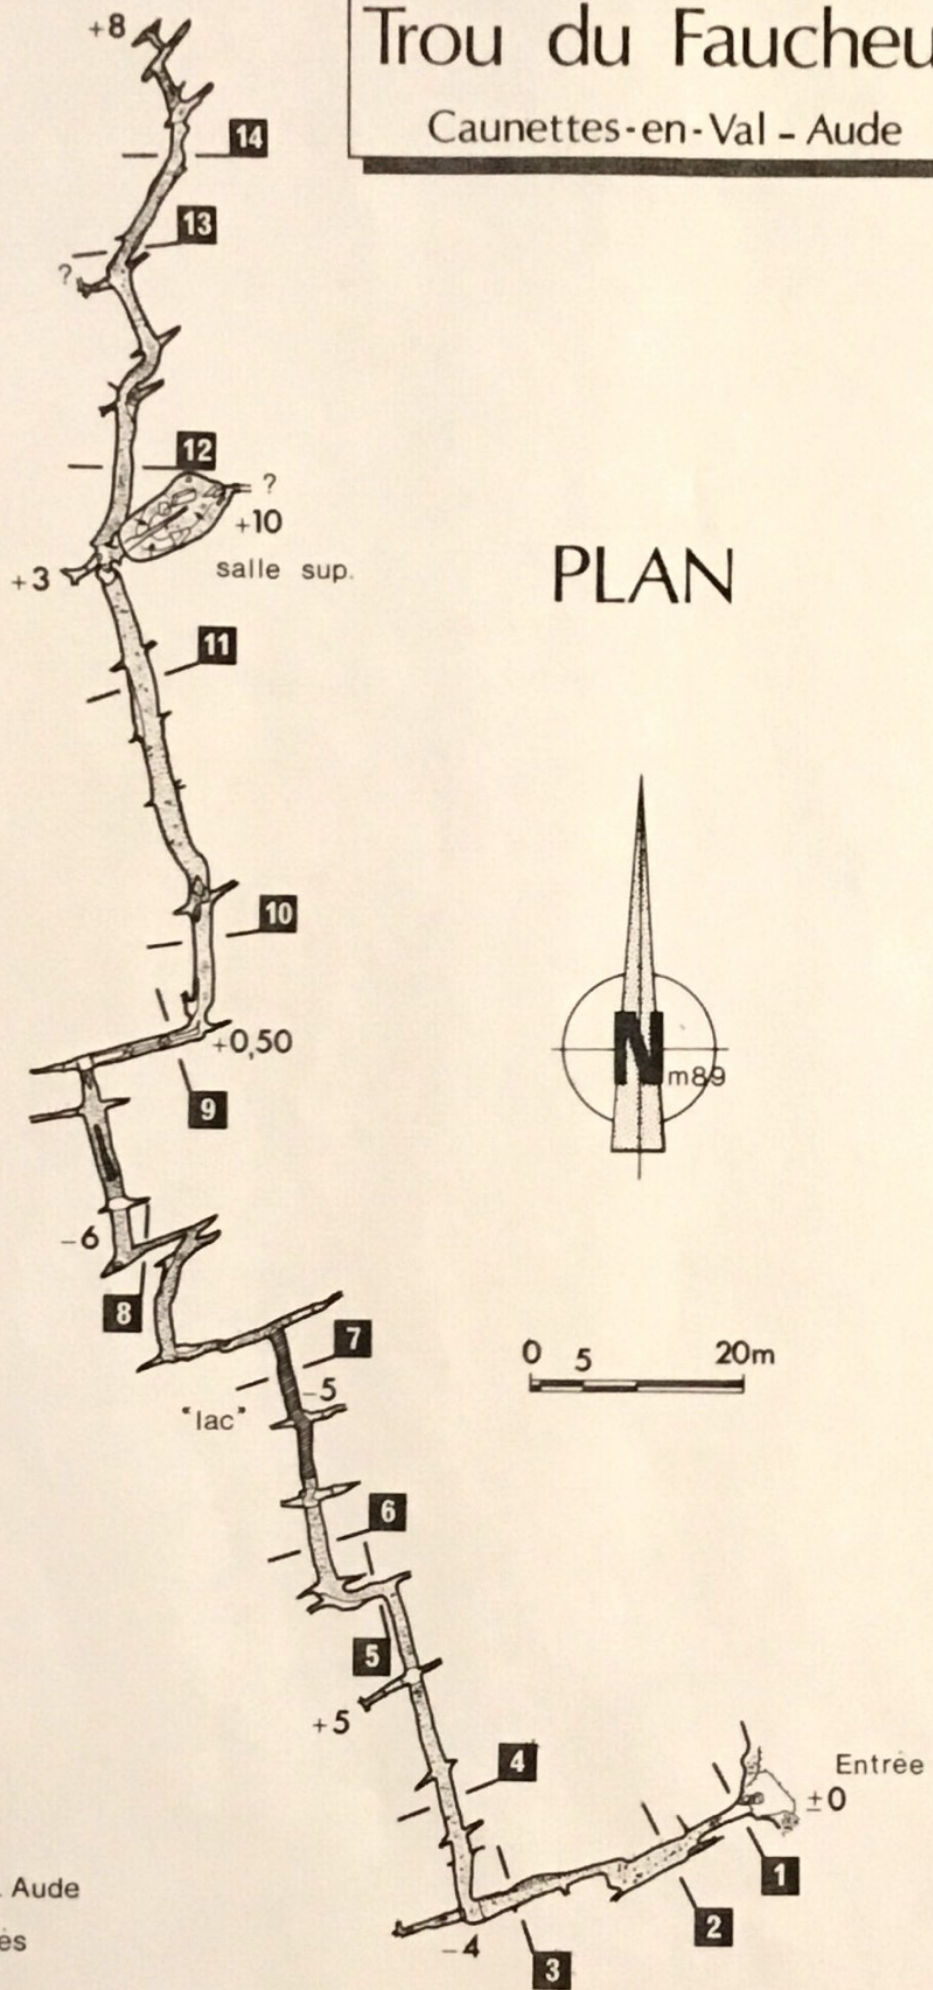 Trou du Faucheu
Caunettes-en-Val - Aude
+8
14
13
?
12
?
+10
+3
salle sup.
PLAN
11
10
+0,50
N
m89
9
-6
8
7
0 5 20m
-5
"lac"
6
5
+5
4
Entrée
±0
1
Aude
2
ès
-4
3